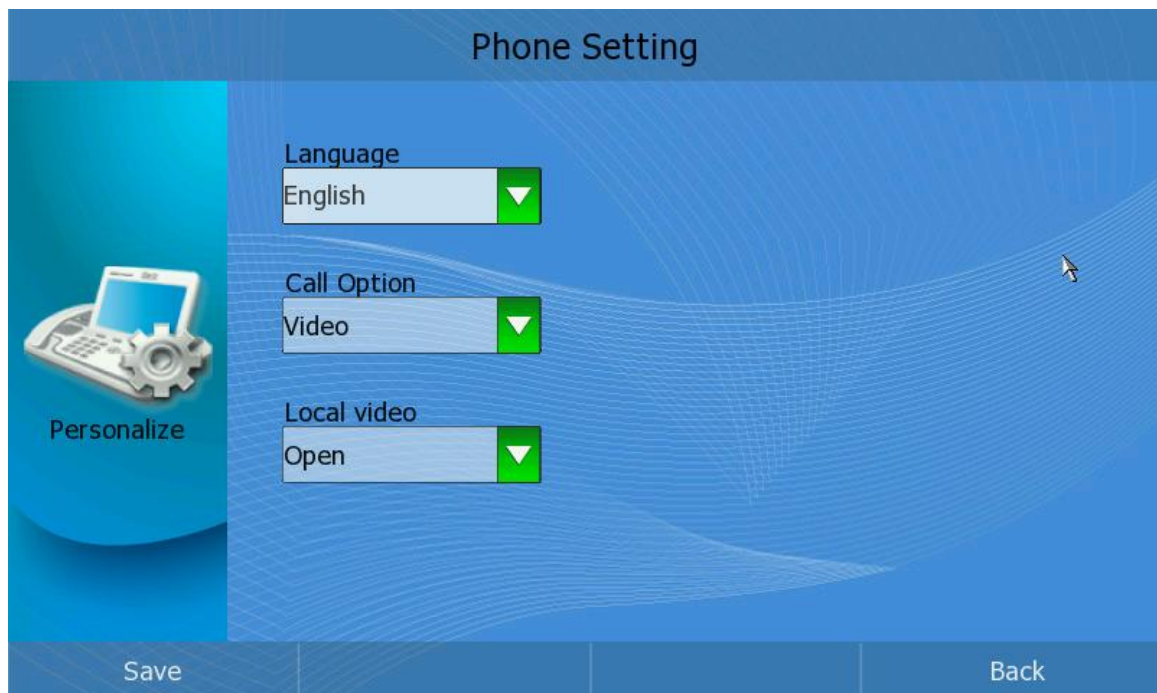 Phone Setting
Language
English
Call Option
Video
Local video
Open
Personalize
Save
Back